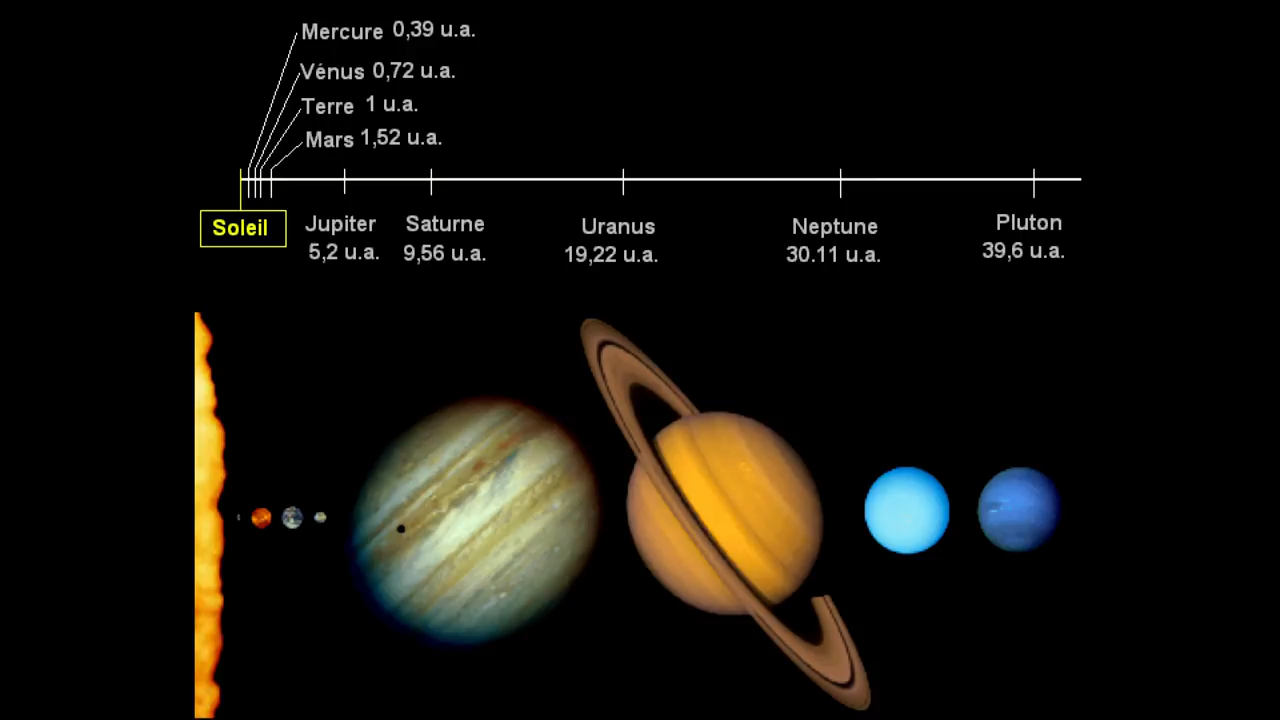 Mercure 0,39 u.a.
Vénus 0,72 u.a.
Terre 1 u.a.
Mars 1,52 u.a.
Soleil
Jupiter
5,2 u.a.
Saturne
9,56 u.a.
Uranus
19,22 u.a.
Neptune
30.11 u.a.
Pluton
39,6 u.a.